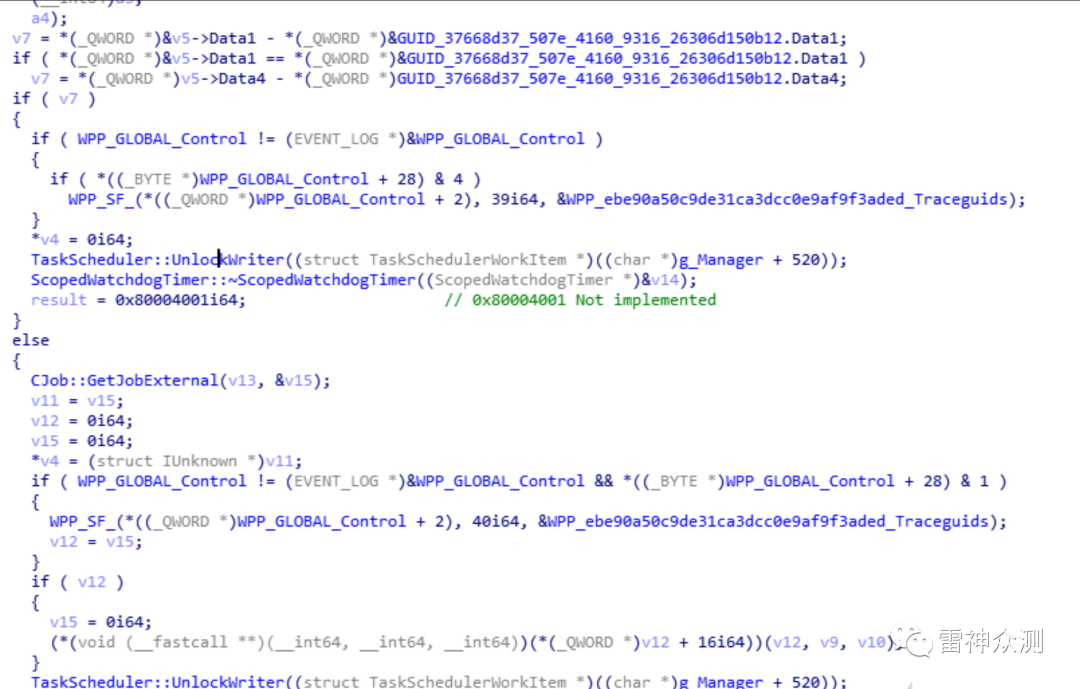 a4);
v7 = *(_QWORD *)&v5->Data1 - *(_QWORD *)&GUID_37668d37_507e_4160_9316_26306d150b12.Data1;
if ( *(_QWORD *)&v5->Data1 == *(_QWORD *)&GUID_37668d37_507e_4160_9316_26306d150b12.Data1 )
v7 = *(_QWORD *)v5->Data4 - *(_QWORD *)GUID_37668d37_507e_4160_9316_26306d150b12.Data4;
if ( v7 )
{
if ( WPP_GLOBAL_Control != (EVENT_LOG *)&WPP_GLOBAL_Control )
{
if ( *((_BYTE *)WPP_GLOBAL_Control + 28) & 4 )
WPP_SF_(*((_QWORD *)WPP_GLOBAL_Control + 2), 39i64, &WPP_ebe90a50c9de31ca3dcc0e9af9f3aded_Traceguids);
}
*v4 = 0i64;
TaskScheduler::UnlockWriter((struct TaskSchedulerWorkItem *)((char *)g_Manager + 520));
ScopedWatchdogTimer::~ScopedWatchdogTimer((ScopedWatchdogTimer *)&v14);
result = 0x80004001i64; // 0x80004001 Not implemented
}
else
{
CJob::GetJobExternal(v13, &v15);
v11 = v15;
v12 = 0i64;
v15 = 0i64;
*v4 = (struct IUnknown *)v11;
if ( WPP_GLOBAL_Control != (EVENT_LOG *)&WPP_GLOBAL_Control && *((_BYTE *)WPP_GLOBAL_Control + 28) & 1 )
{
WPP_SF_(*((_QWORD *)WPP_GLOBAL_Control + 2), 40i64, &WPP_ebe90a50c9de31ca3dcc0e9af9f3aded_Traceguids);
v12 = v15;
}
if ( v12 )
{
v15 = 0i64;
(*(void (__fastcall **)(__int64, __int64, __int64))(*(_QWORD *)v12 + 16i64))(v12, v9, v10);
雷神众测
}
TaskScheduler::UnlockWriter((struct TaskSchedulerWorkItem *)((char *)g_Manager + 520));